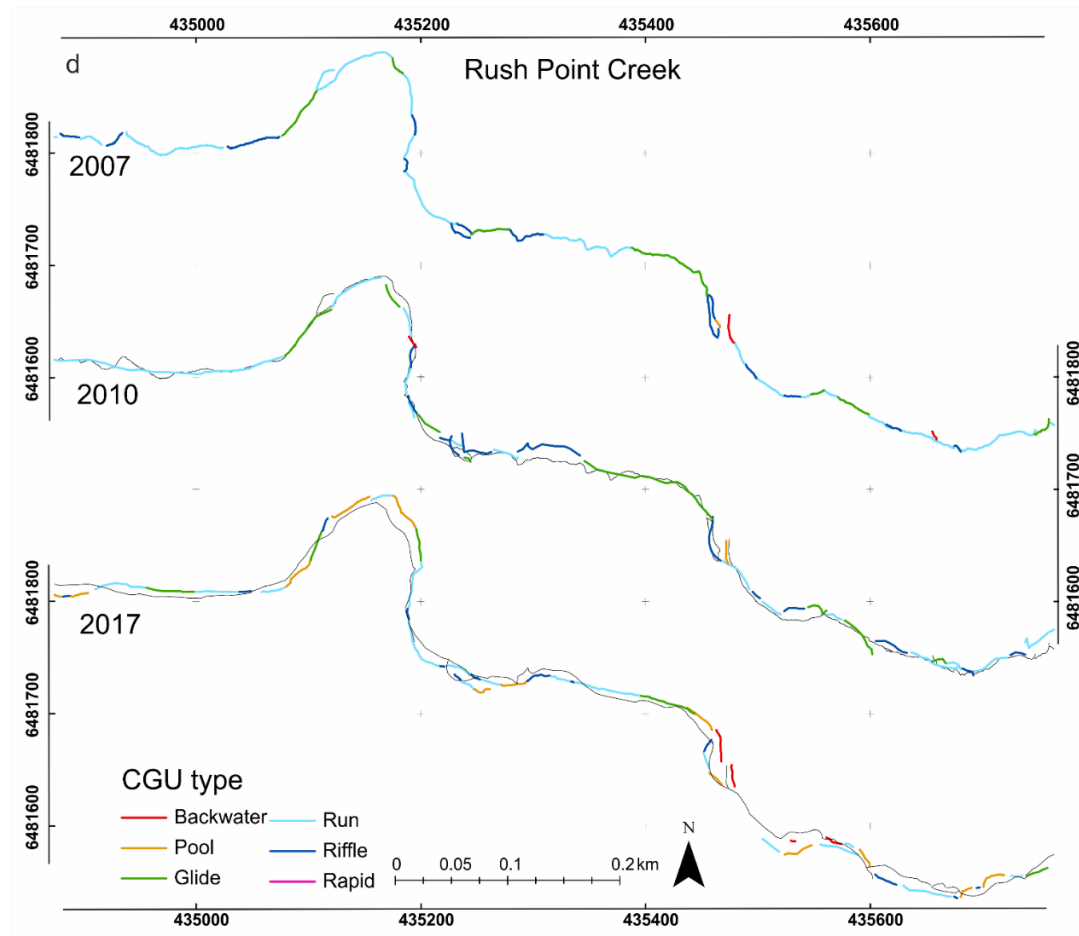 435000 435200 435400 435600
d
Rush Point Creek
6481800
2007
6481700
6481600
2010
6481800
6481700
6481600
6481800
2017
6481700
6481600
CGU type
Backwater Run
Pool Riffle
Glide Rapid
0 0.05 0.1 0.2 km
N
435000 435200 435400 435600